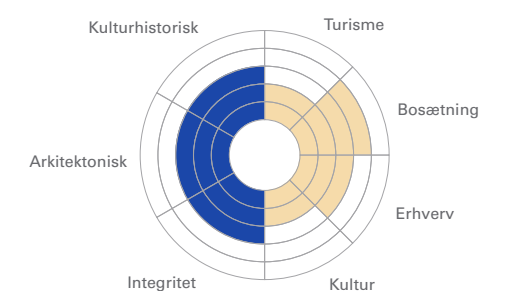 Turisme
Kulturhistorisk
Bosætning
Arkitektonisk
Erhverv
Integritet
Kultur